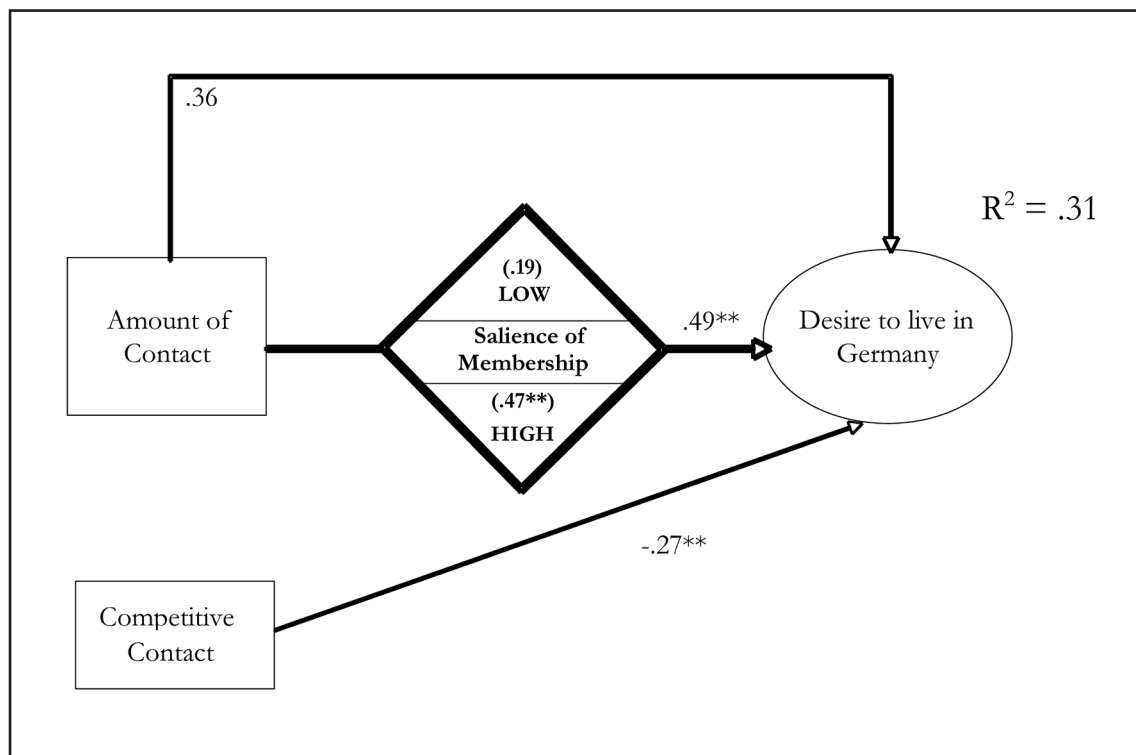 .36
R² = .31
Amount of
Contact
(.19)
LOW
Salience of
Membership
(.47**)
HIGH
.49**
Desire to live in
Germany
-.27**
Competitive
Contact